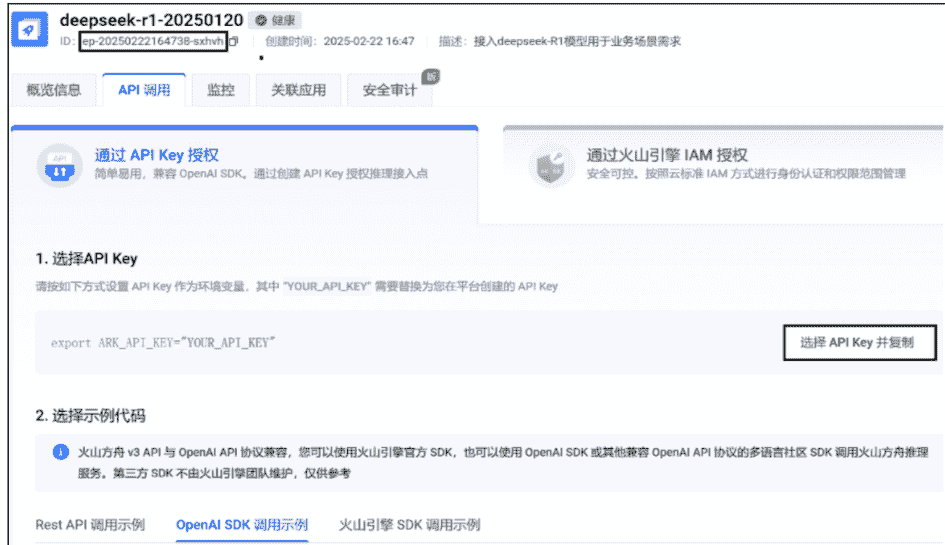 deepseek-r1-20250120 健康
ID: ep-20250222164738-sxhvh 创建时间: 2025-02-22 16:47 描述: 接入deepseek-R1模型用于业务场景需求
概览信息 API 调用 监控 关联应用 安全审计 新
通过 API Key 授权
简单易用，兼容 OpenAI SDK。通过创建 API Key 授权推理接入点
通过火山引擎 IAM 授权
安全可控。按照云标准 IAM 方式进行身份认证和权限范围管理
1. 选择API Key
请按如下方式设置 API Key 作为环境变量，其中 "YOUR_API_KEY" 需要替换为您在平台创建的 API Key
export ARK_API_KEY="YOUR_API_KEY"
选择 API Key 并复制
2. 选择示例代码
火山方舟 v3 API 与 OpenAI API 协议兼容，您可以使用火山引擎官方 SDK，也可以使用 OpenAI SDK 或其他兼容 OpenAI API 协议的多语言社区 SDK 调用火山方舟推理
服务。第三方 SDK 不由火山引擎团队维护，仅供参考
Rest API 调用示例 OpenAI SDK 调用示例 火山引擎 SDK 调用示例